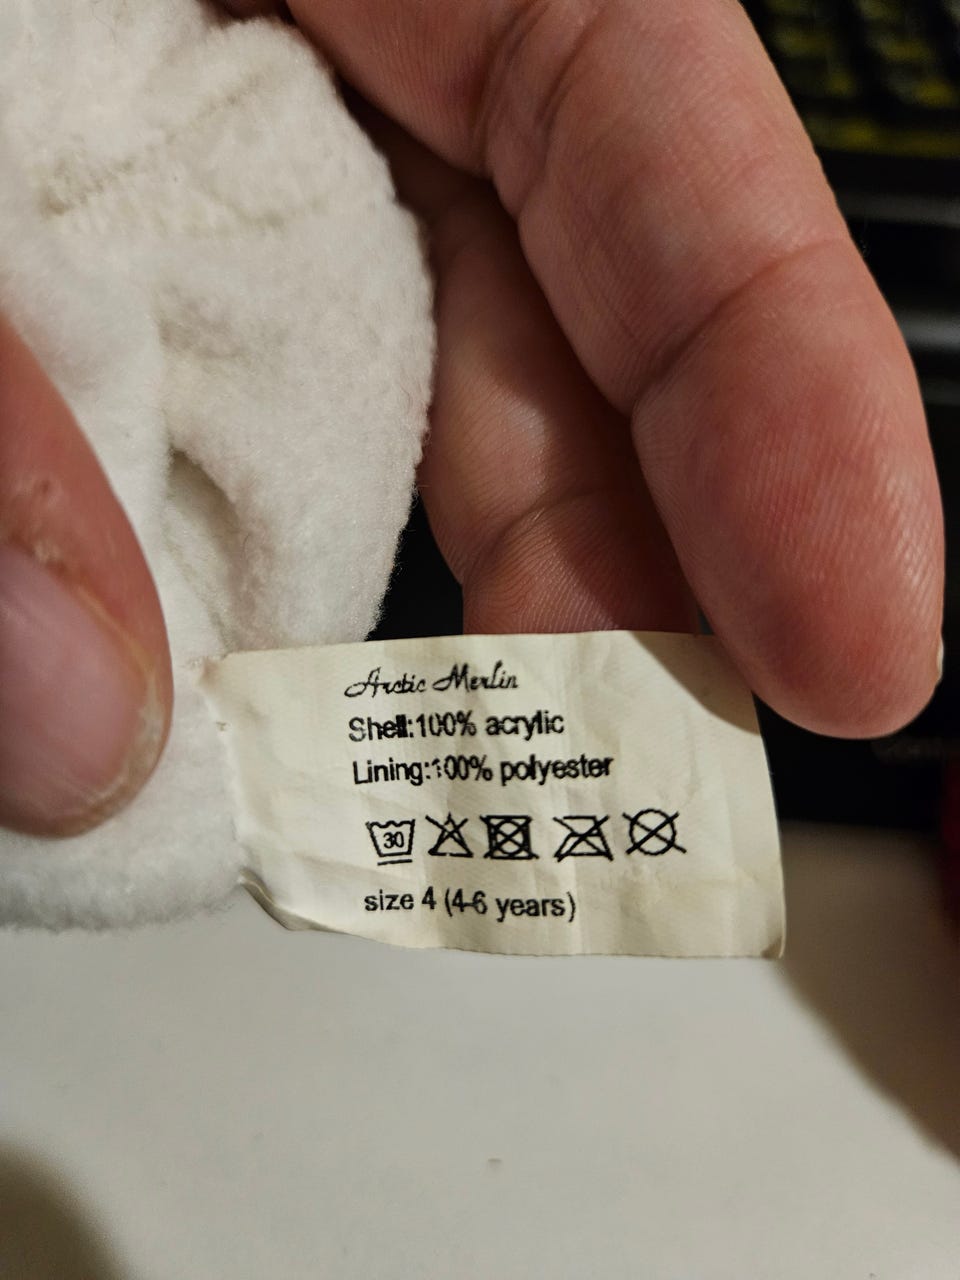 Arctic Merlin
Shell:100% acrylic
Lining:100% polyester
30
size 4 (4-6 years)